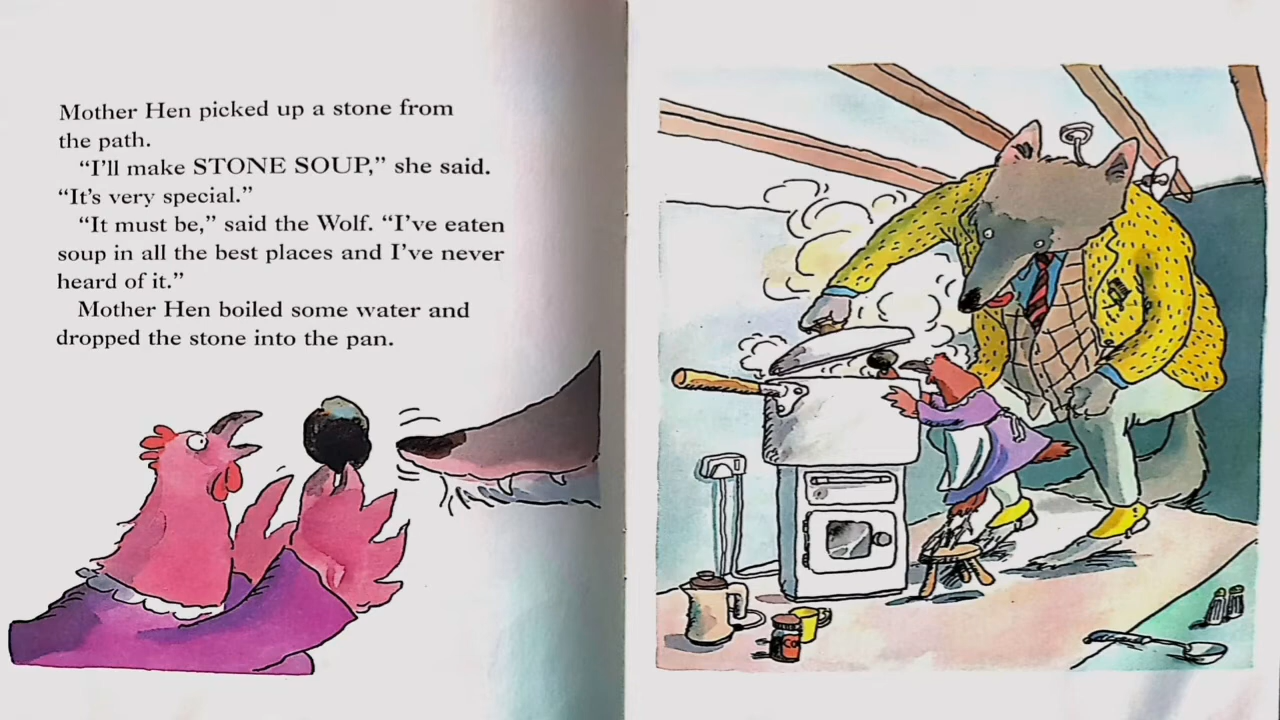 Mother Hen picked up a stone from
the path.
“I’ll make STONE SOUP,” she said.
“It’s very special.”
“It must be,” said the Wolf. “I’ve eaten
soup in all the best places and I’ve never
heard of it.”
Mother Hen boiled some water and
dropped the stone into the pan.